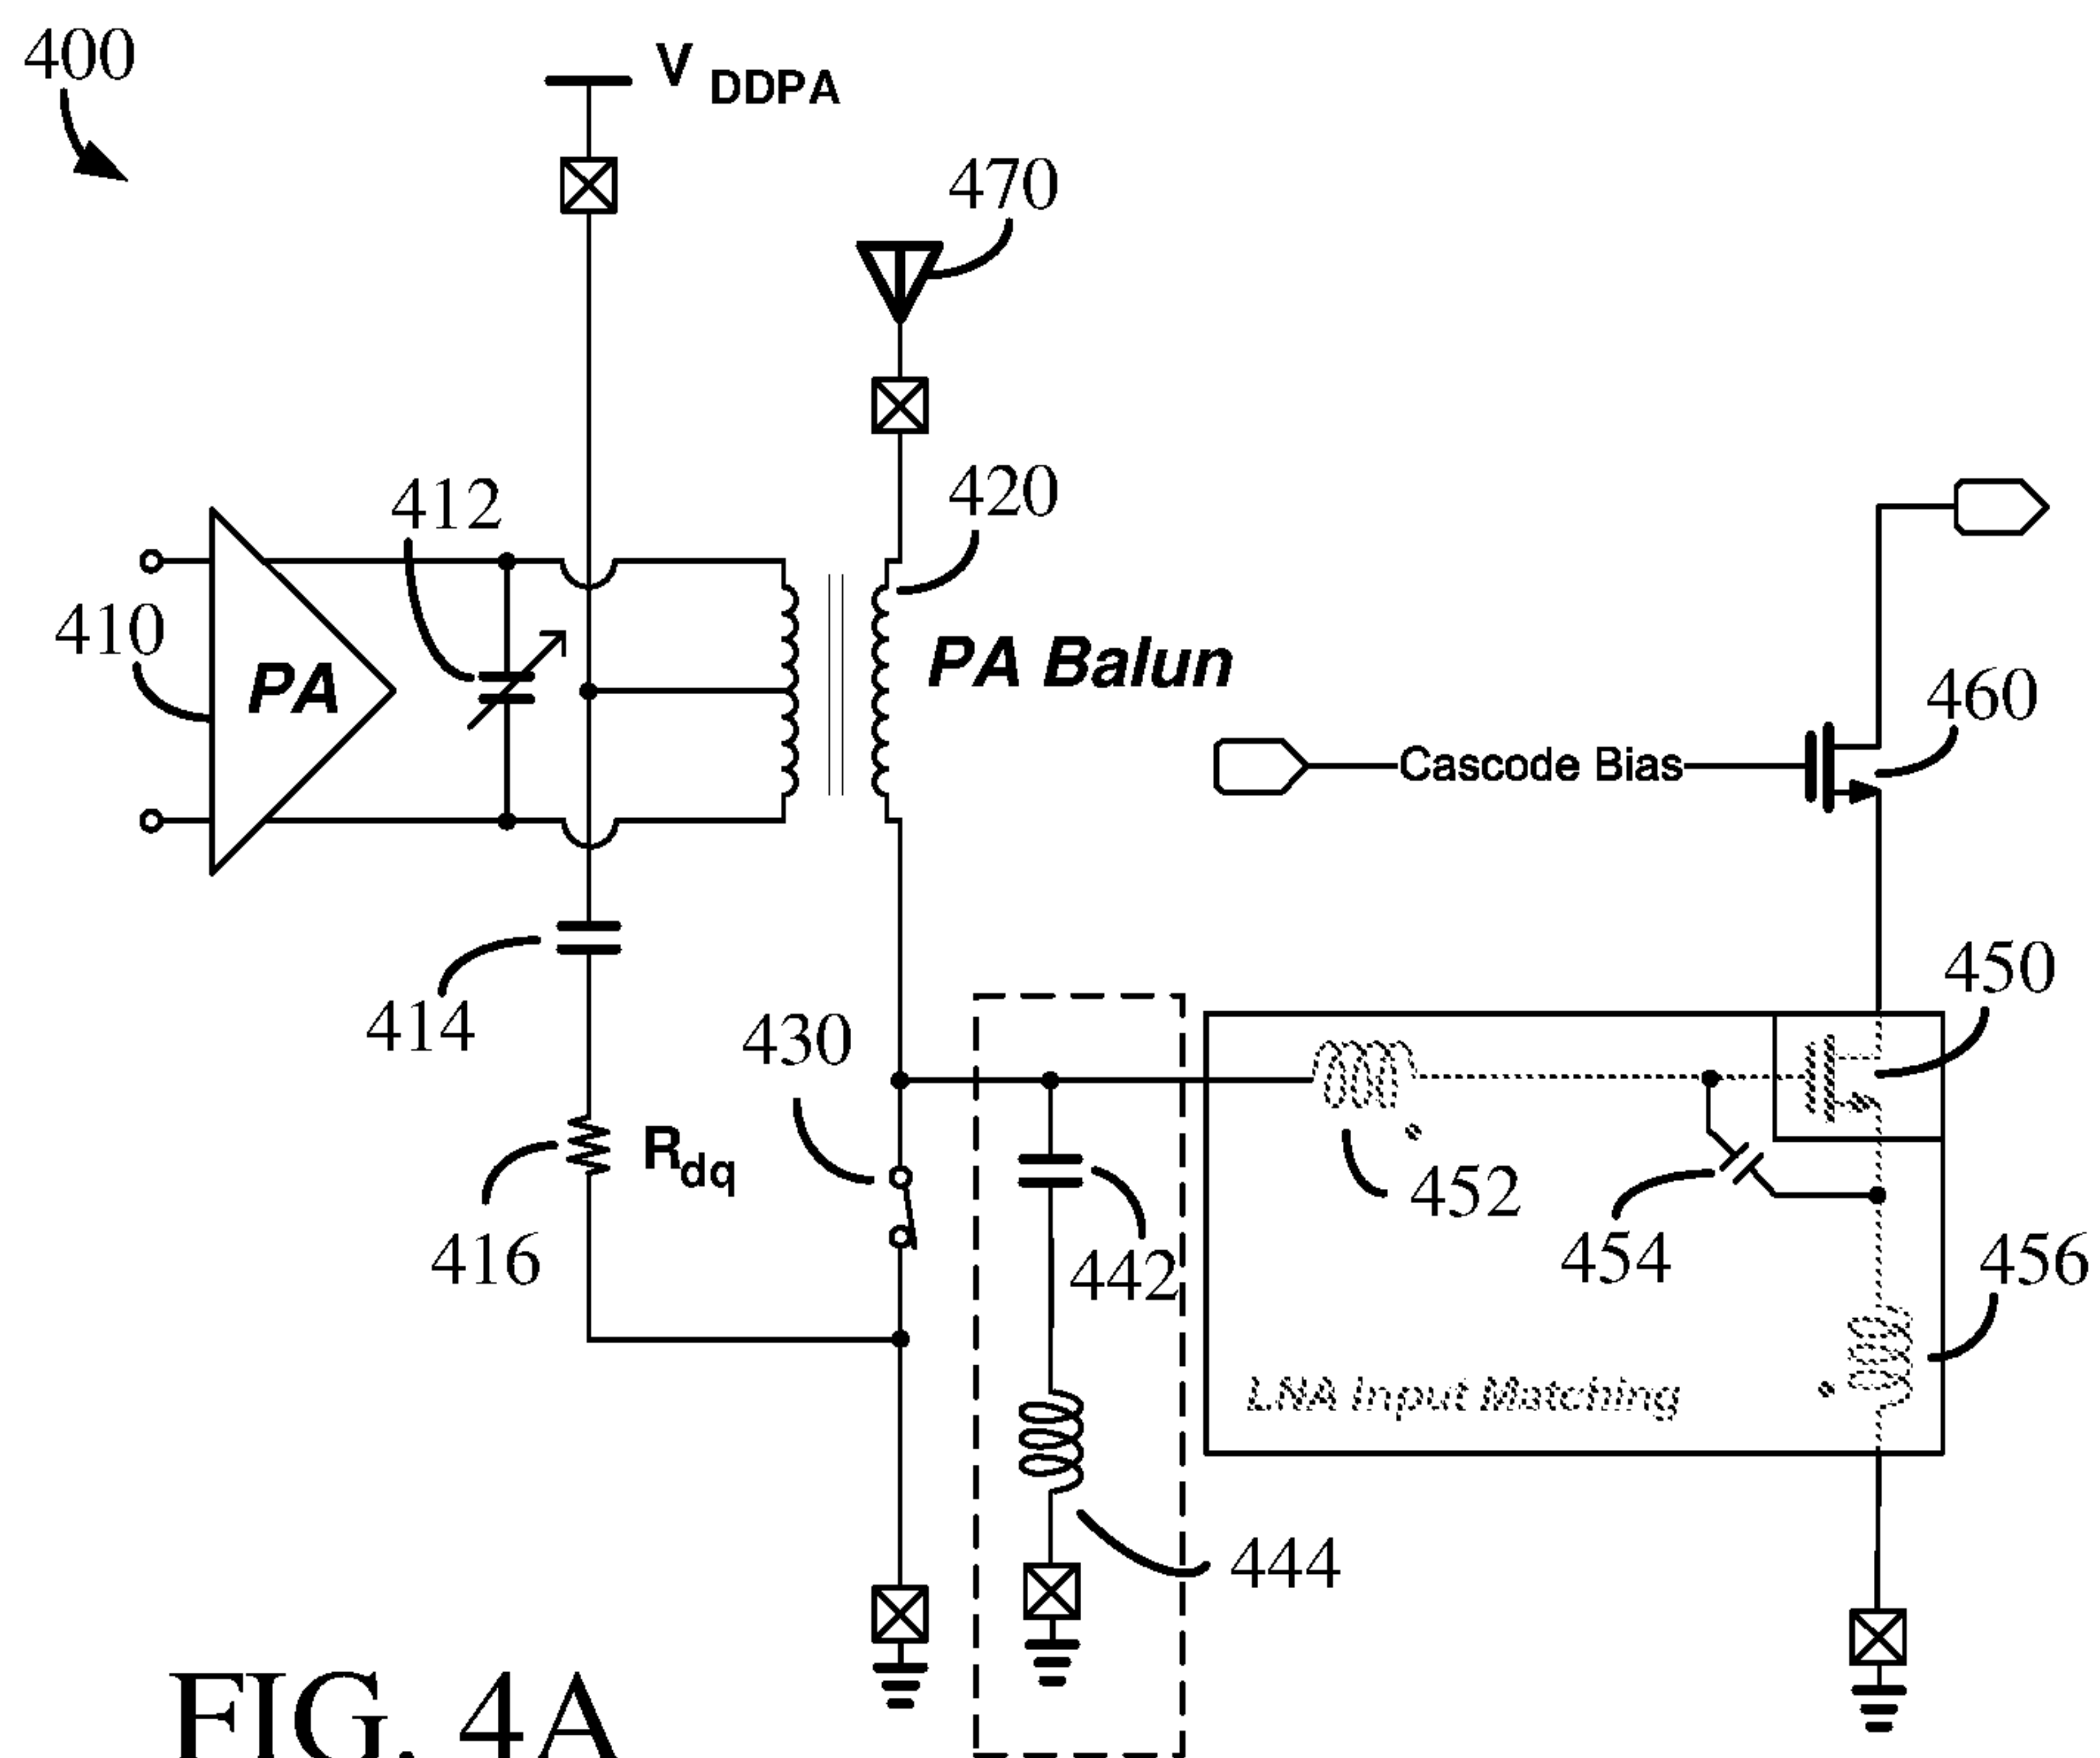 400
V DDPA
470
412
420
410
PA
PA Balun
460
Cascode Bias
450
414
430
Rdq
452
416
442
454
456
LNA Input Matching
444
FIG. 4A